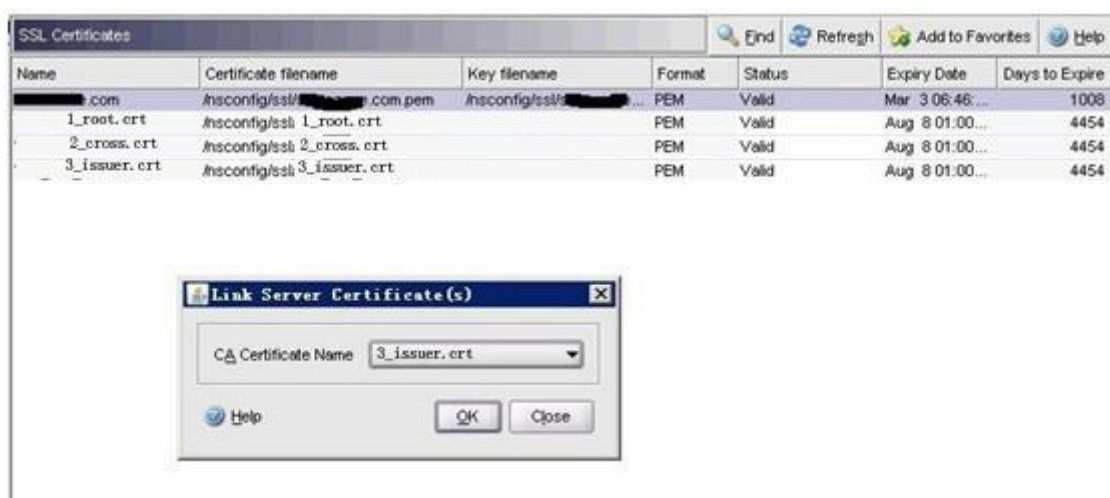 SSL Certificates Find Refresh Add to Favorites Help
Name Certificate filename Key filename Format Status Expiry Date Days to Expire
.com /nsconfig/ssl/ .com.pem /nsconfig/ssl/s ... PEM Valid Mar 3 06:46:... 1008
1_root.crt /nsconfig/ssl/ 1_root.crt PEM Valid Aug 8 01:00... 4454
2_cross.crt /nsconfig/ssl/ 2_cross.crt PEM Valid Aug 8 01:00... 4454
3_issuer.crt /nsconfig/ssl/ 3_issuer.crt PEM Valid Aug 8 01:00... 4454
Link Server Certificate(s)
CA Certificate Name 3_issuer.crt
Help OK Close